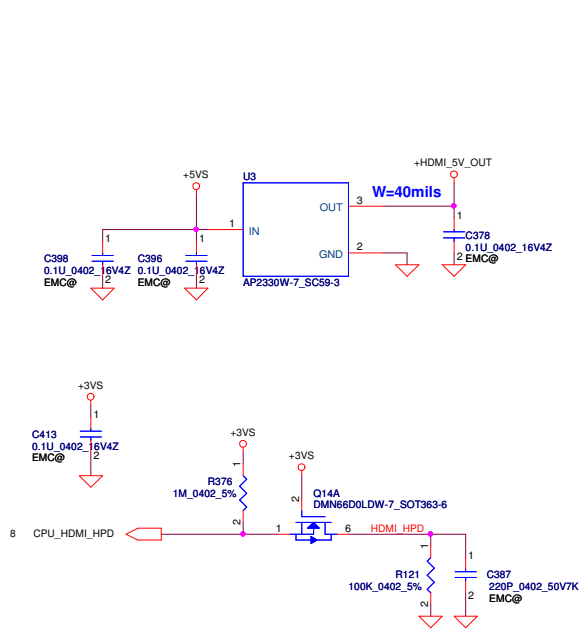 +5VS
U3
+HDMI_5V_OUT
W=40mils
OUT
3
1
IN
1
C378
0.1U_0402_16V4Z
2
EMC@
GND
2
1
C398
0.1U_0402_16V4Z
2
EMC@
1
C396
0.1U_0402_16V4Z
2
EMC@
AP2330W-7_SC59-3
+3VS
1
C413
0.1U_0402_16V4Z
2
EMC@
+3VS
1
R376
1M_0402_5%
2
+3VS
2
Q14A
DMN66D0LDW-7_SOT363-6
8 CPU_HDMI_HPD
1
6
HDMI_HPD
1
R121
100K_0402_5%
2
1
C387
220P_0402_50V7K
2
EMC@